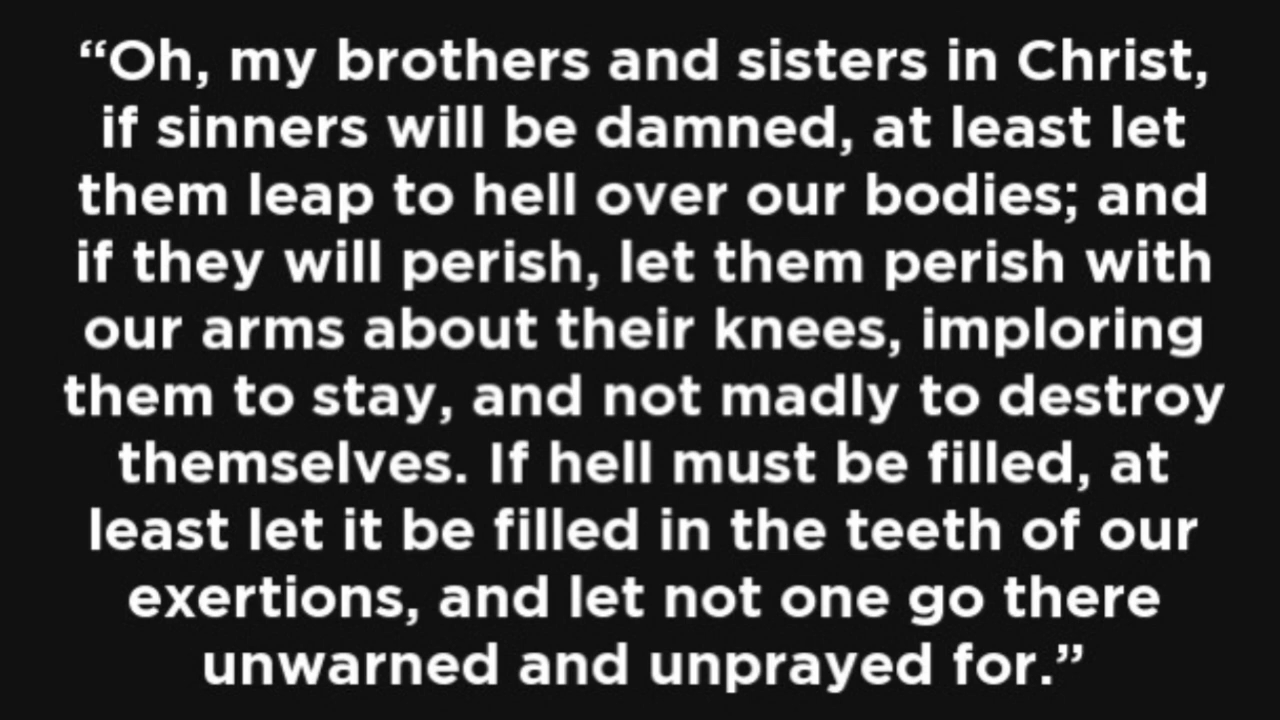 “Oh, my brothers and sisters in Christ,
if sinners will be damned, at least let
them leap to hell over our bodies; and
if they will perish, let them perish with
our arms about their knees, imploring
them to stay, and not madly to destroy
themselves. If hell must be filled, at
least let it be filled in the teeth of our
exertions, and let not one go there
unwarned and unprayed for.”